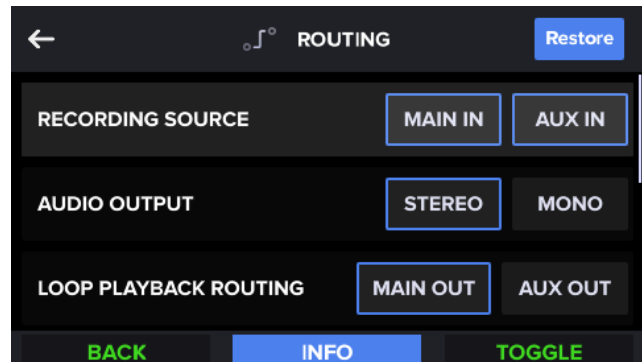 ROUTING Restore
RECORDING SOURCE MAIN IN AUX IN
AUDIO OUTPUT STEREO MONO
LOOP PLAYBACK ROUTING MAIN OUT AUX OUT
BACK INFO TOGGLE